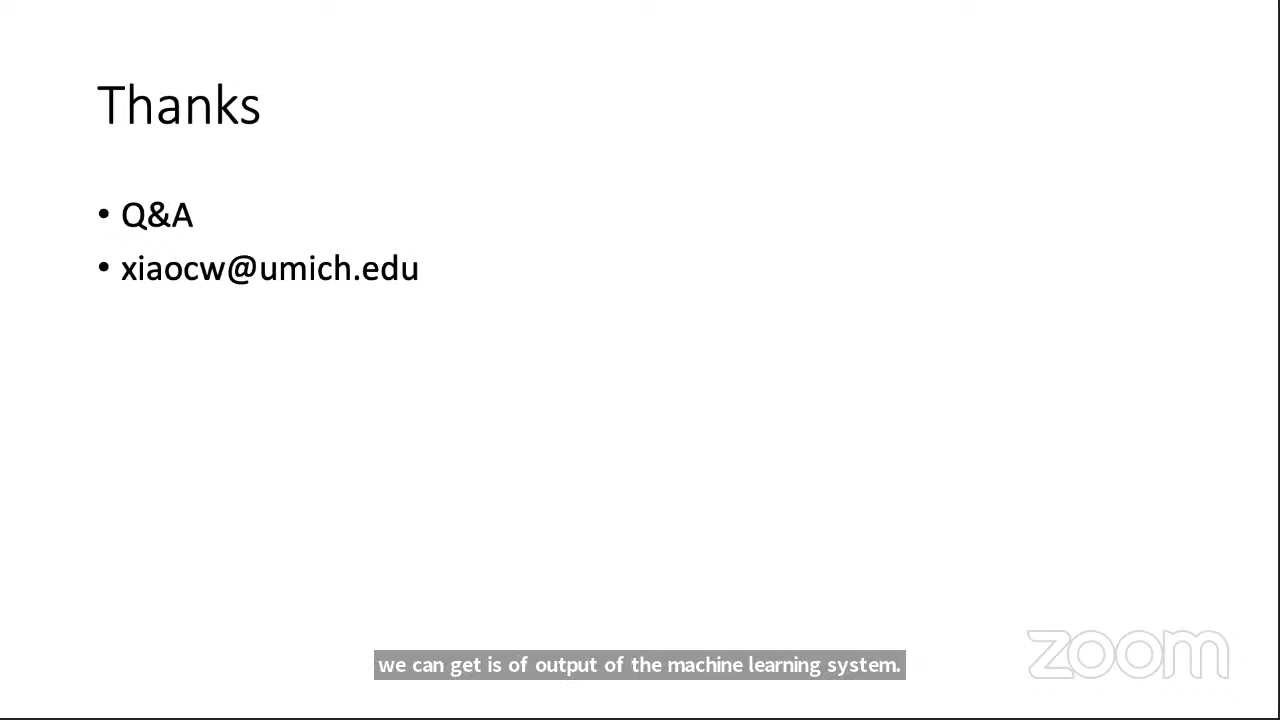 Thanks
• Q&A
• xiaocw@umich.edu
we can get is of output of the machine learning system.
zoom